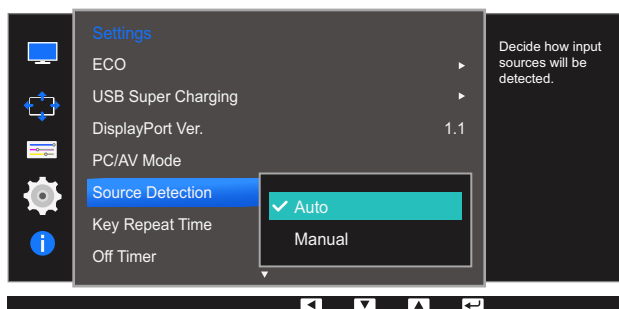 Settings
ECO
USB Super Charging
DisplayPort Ver. 1.1
PC/AV Mode
Source Detection
Auto
Key Repeat Time
Manual
Off Timer
Decide how input
sources will be
detected.